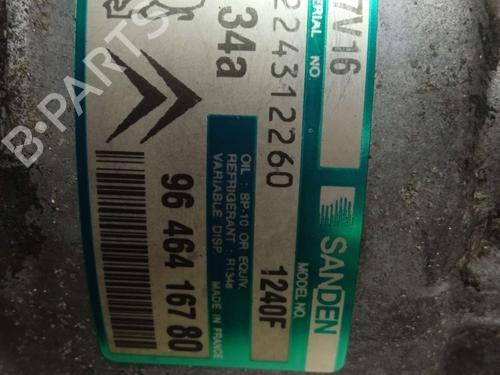 7V16
SERIAL NO.
SANDEN
MODEL NO.
1240F
224312260
OIL : 8P-10 OR EQUIV.
REFRIGERANT : R134a
VARIABLE DISP.
MADE IN FRANCE
34a
96 464 167 80
B-PARTS